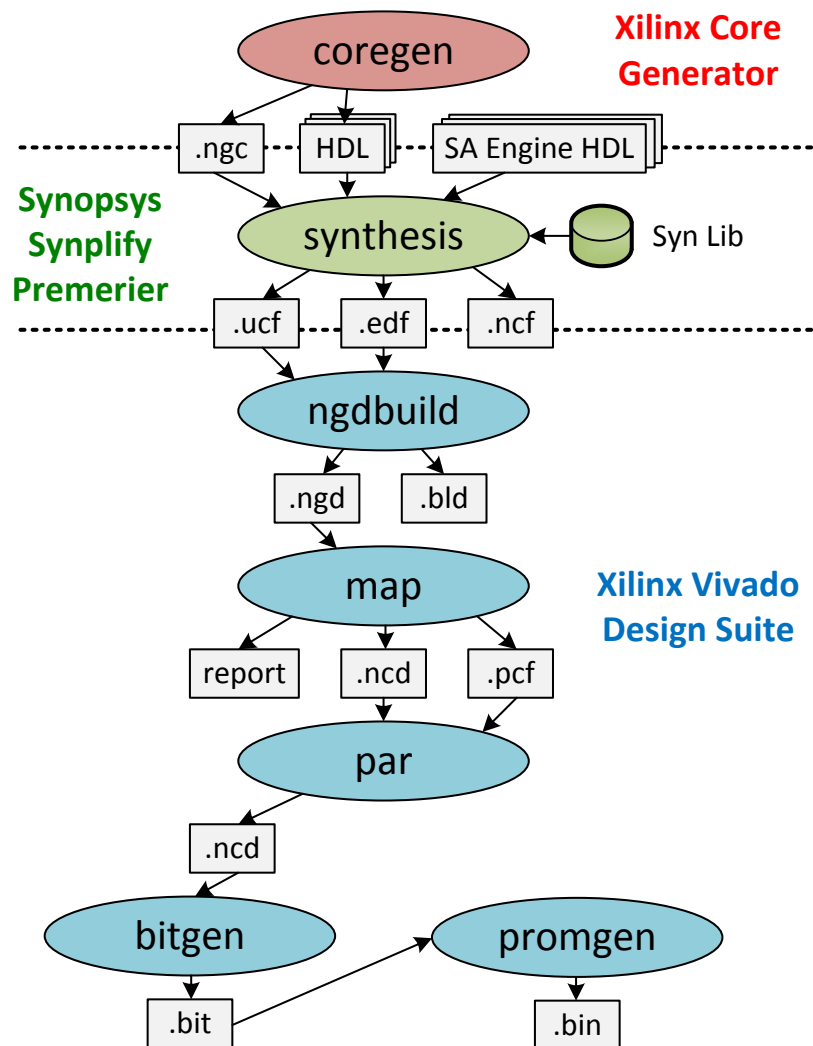 coregen
Xilinx Core
Generator
.ngc
HDL
SA Engine HDL
Synopsys
Synplify
Premerier
synthesis
Syn Lib
.ucf
.edf
.ncf
ngdbuild
.ngd
.bld
map
Xilinx Vivado
Design Suite
report
.ncd
.pcf
par
.ncd
bitgen
promgen
.bit
.bin